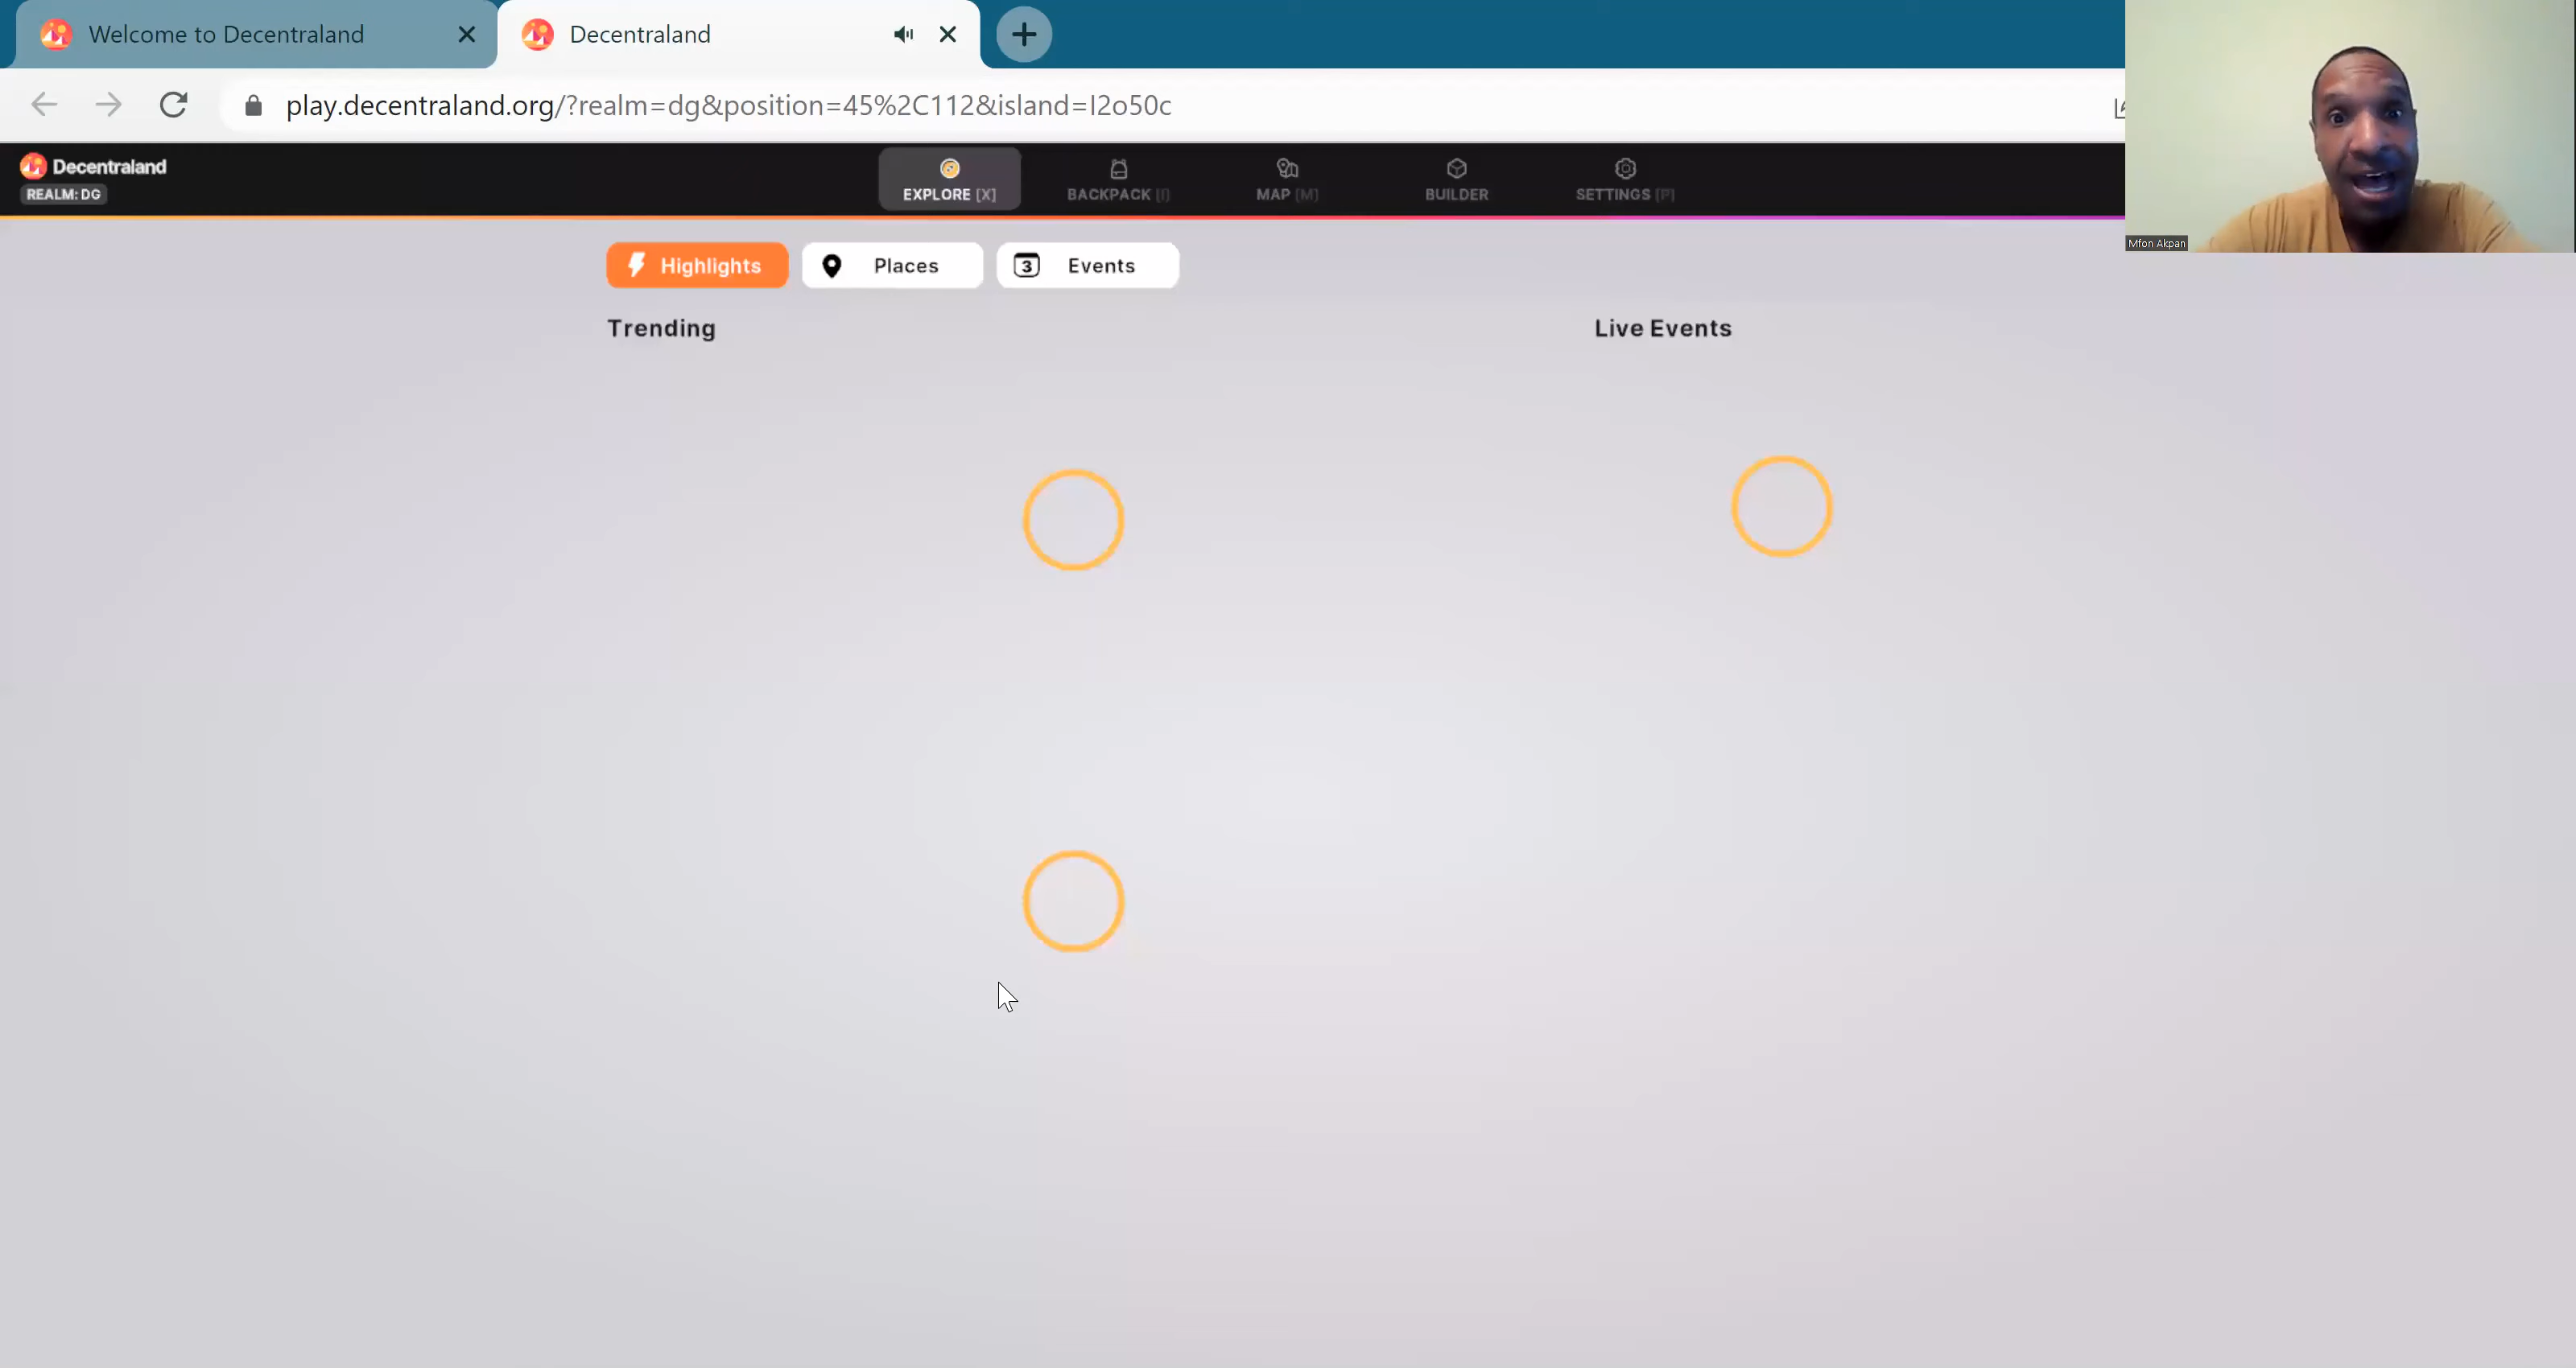 Welcome to Decentraland
Decentraland
play.decentraland.org/?realm=dg&position=45%2C112&island=I2o50c
Decentraland
REALM: DG
EXPLORE [X]
BACKPACK [I]
MAP [M]
BUILDER
SETTINGS [P]
Mfon Akpan
Highlights
Places
3
Events
Trending
Live Events